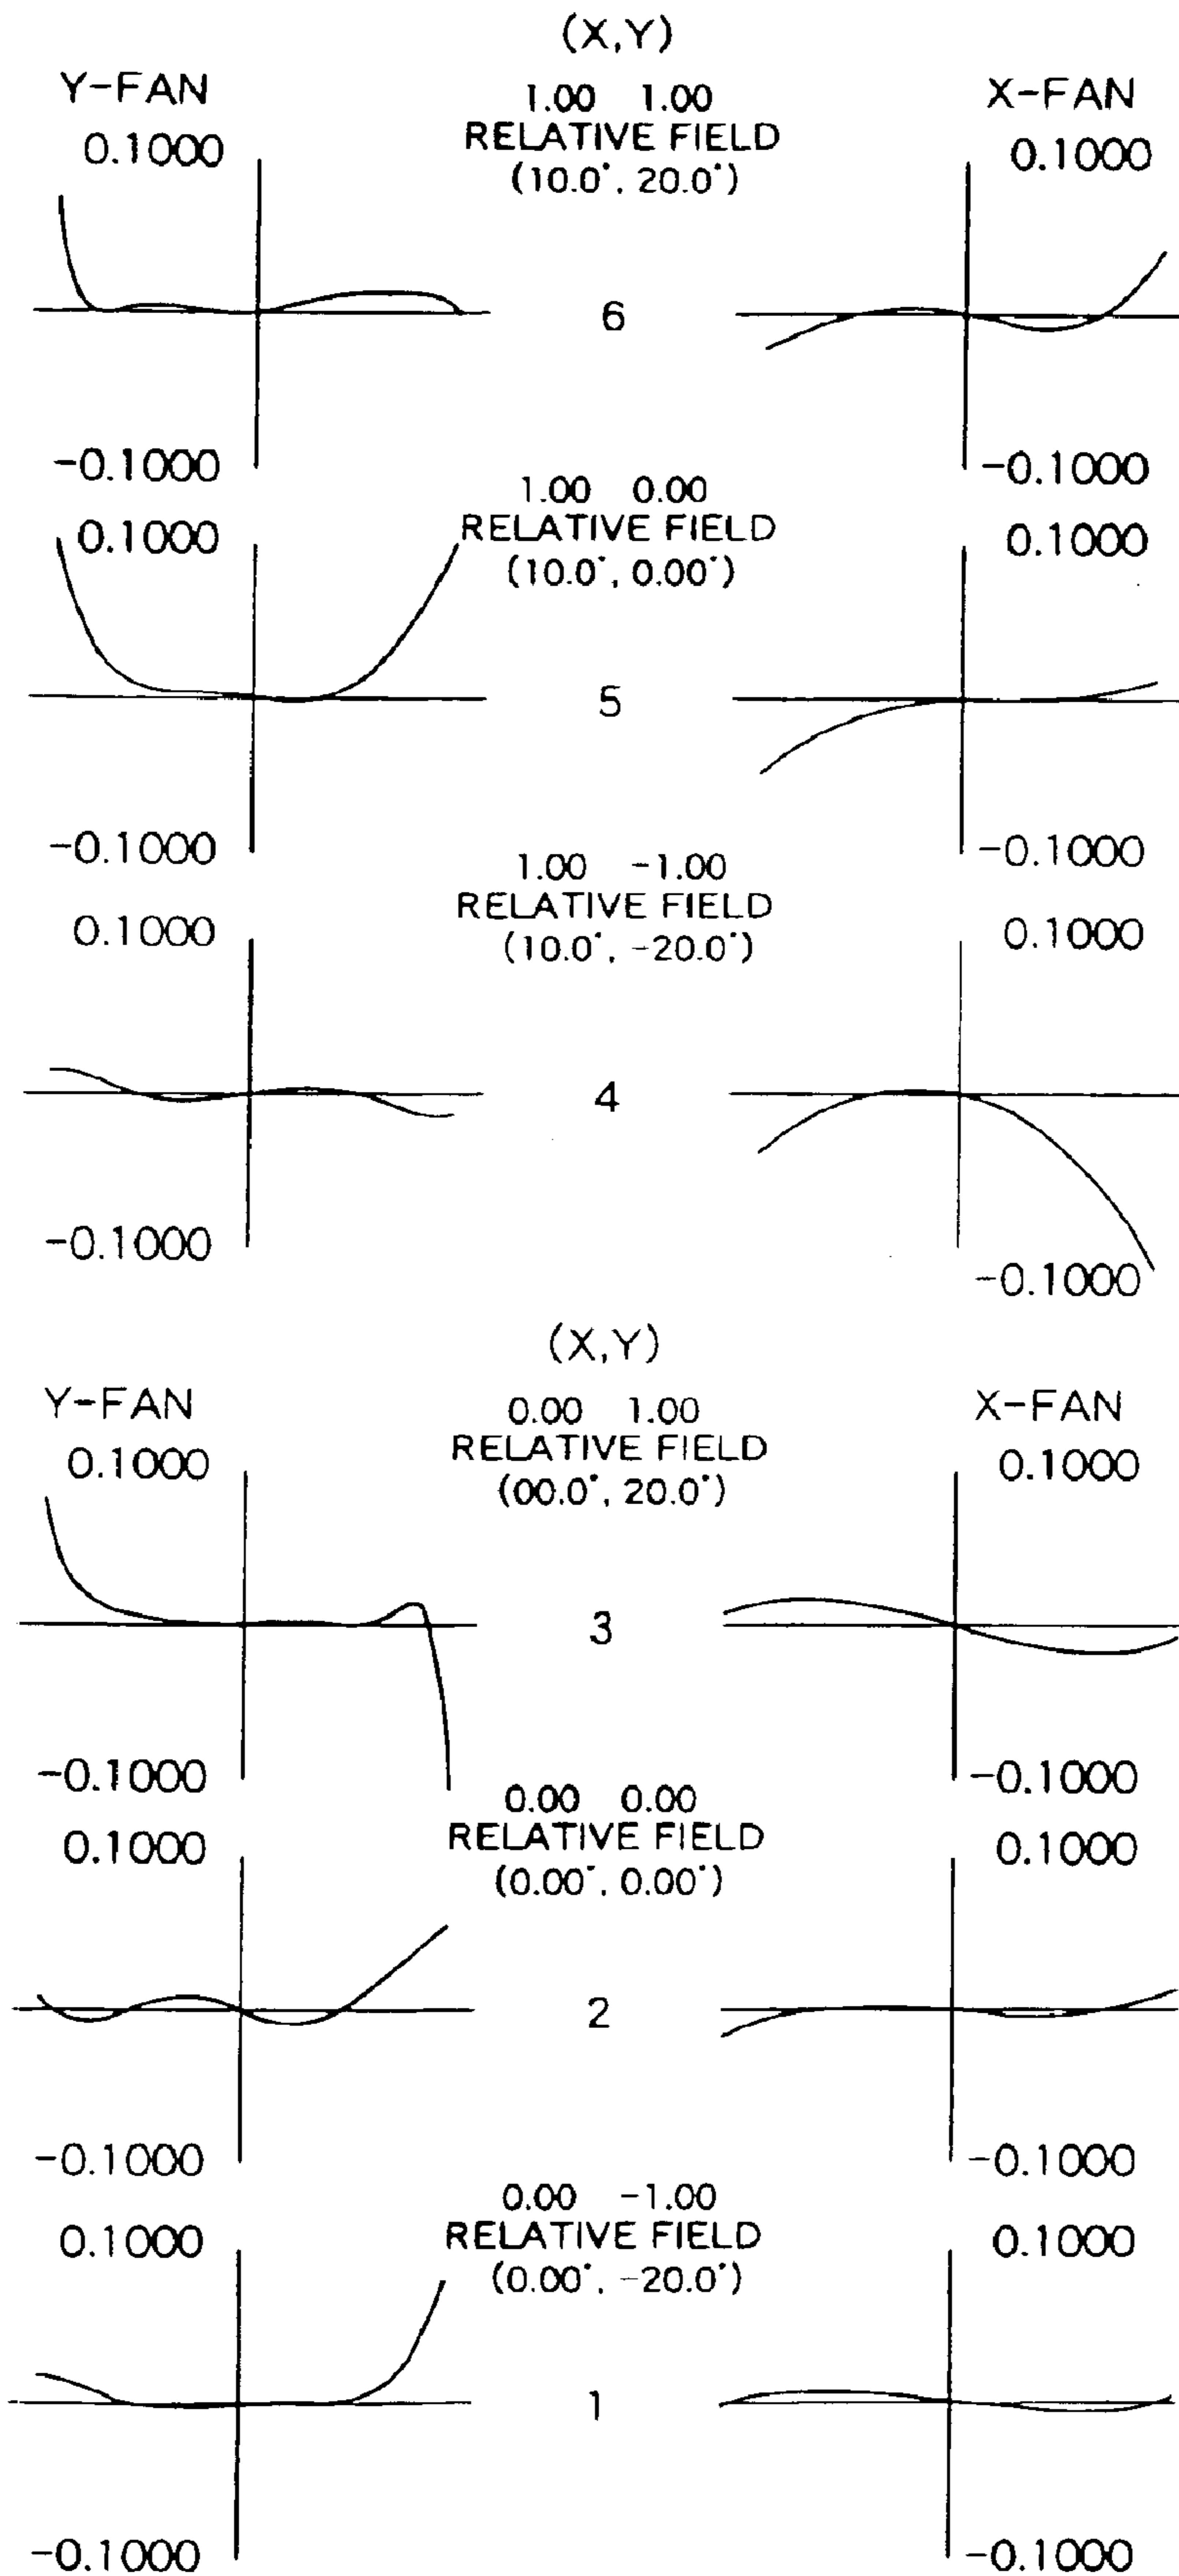 (X,Y)
Y-FAN 1.00 1.00 X-FAN
0.1000 RELATIVE FIELD 0.1000
(10.0°, 20.0°)
6
-0.1000 -0.1000
1.00 0.00
0.1000 RELATIVE FIELD 0.1000
(10.0°, 0.00°)
5
-0.1000 -0.1000
1.00 -1.00
0.1000 RELATIVE FIELD 0.1000
(10.0°, -20.0°)
4
-0.1000 -0.1000
(X,Y)
Y-FAN 0.00 1.00 X-FAN
0.1000 RELATIVE FIELD 0.1000
(00.0°, 20.0°)
3
-0.1000 -0.1000
0.00 0.00
0.1000 RELATIVE FIELD 0.1000
(0.00°, 0.00°)
2
-0.1000 -0.1000
0.00 -1.00
0.1000 RELATIVE FIELD 0.1000
(0.00°, -20.0°)
1
-0.1000 -0.1000